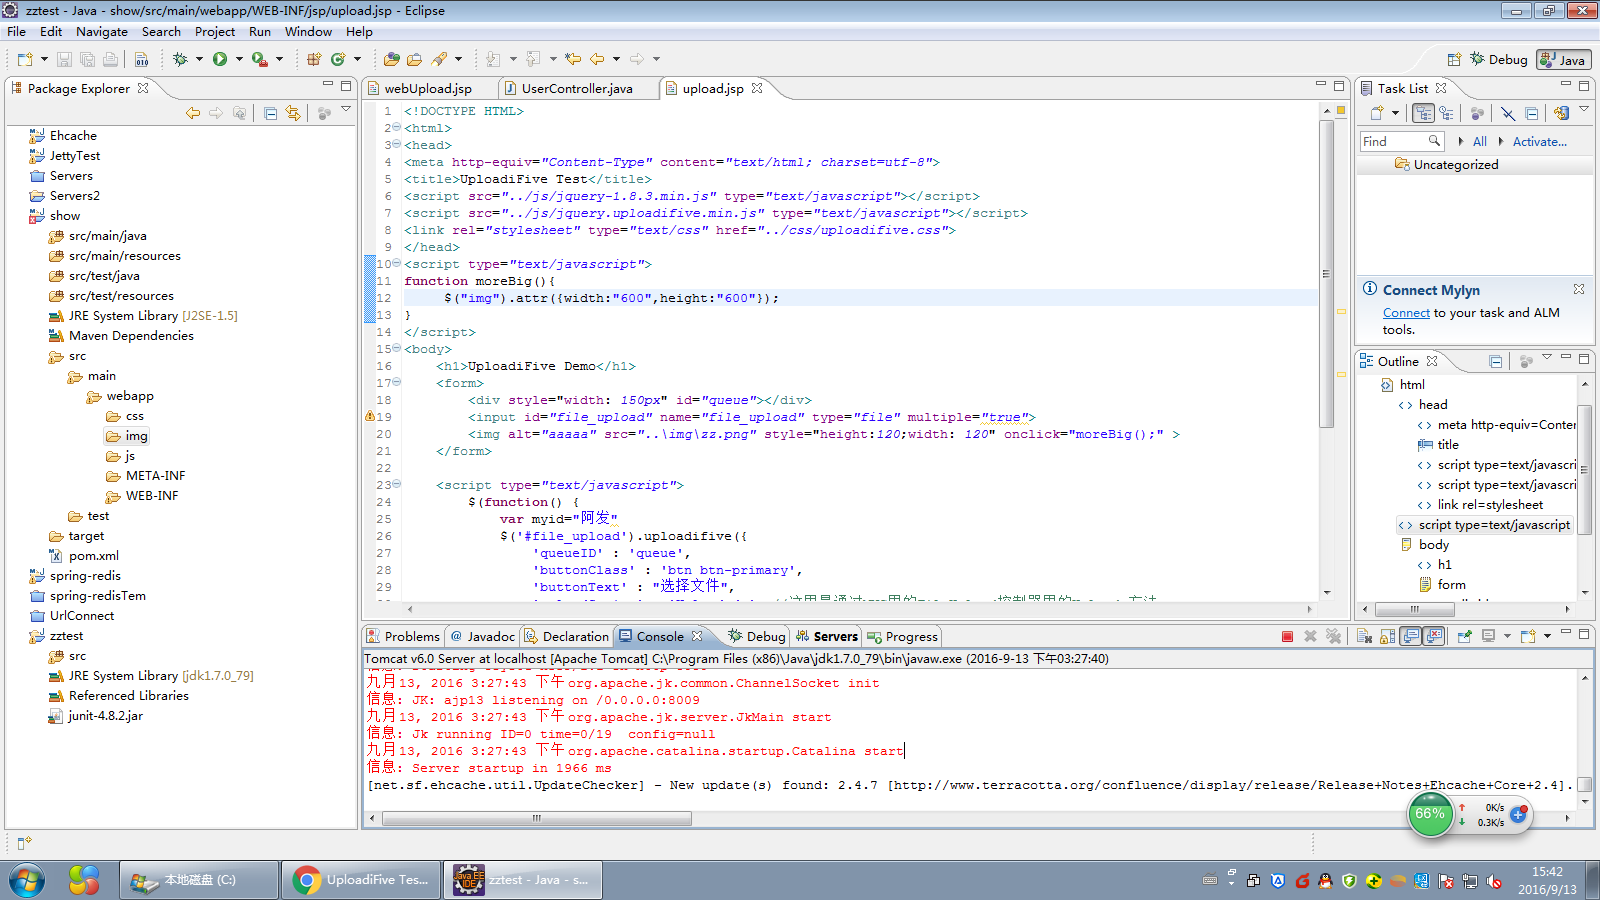 zztest - Java - show/src/main/webapp/WEB-INF/jsp/upload.jsp - Eclipse
File Edit Navigate Search Project Run Window Help
Debug Java
Package Explorer
Ehcache
JettyTest
Servers
Servers2
show
src/main/java
src/main/resources
src/test/java
src/test/resources
JRE System Library [J2SE-1.5]
Maven Dependencies
src
main
webapp
css
img
js
META-INF
WEB-INF
test
target
pom.xml
spring-redis
spring-redisTem
UrlConnect
zztest
src
JRE System Library [jdk1.7.0_79]
Referenced Libraries
junit-4.8.2.jar
webUpload.jsp UserController.java upload.jsp
1 <!DOCTYPE HTML>
2 <html>
3 <head>
4 <meta http-equiv="Content-Type" content="text/html; charset=utf-8">
5 <title>UploadiFive Test</title>
6 <script src="../js/jquery-1.8.3.min.js" type="text/javascript"></script>
7 <script src="../js/jquery.uploadifive.min.js" type="text/javascript"></script>
8 <link rel="stylesheet" type="text/css" href="../css/uploadifive.css">
9 </head>
10 <script type="text/javascript">
11 function moreBig(){
12 $("img").attr({width:"600",height:"600"});
13 }
14 </script>
15 <body>
16 <h1>UploadiFive Demo</h1>
17 <form>
18 <div style="width: 150px" id="queue"></div>
19 <input id="file_upload" name="file_upload" type="file" multiple="true">
20 <img alt="aaaaa" src="..\img\zz.png" style="height:120;width: 120" onclick="moreBig();" >
21 </form>
22
23 <script type="text/javascript">
24 $(function() {
25 var myid="阿发"
26 $('#file_upload').uploadifive({
27 'queueID' : 'queue',
28 'buttonClass' : 'btn btn-primary',
29 'buttonText' : "选择文件",
Task List
Find All Activate...
Uncategorized
Connect Mylyn
Connect to your task and ALM
tools.
Outline
html
head
meta http-equiv=Conter
title
script type=text/javascri
script type=text/javascri
link rel=stylesheet
script type=text/javascript
body
h1
form
Problems @ Javadoc Declaration Console Debug Servers Progress
Tomcat v6.0 Server at localhost [Apache Tomcat] C:\Program Files (x86)\Java\jdk1.7.0_79\bin\javaw.exe (2016-9-13 下午03:27:40)
九月 13, 2016 3:27:43 下午 org.apache.jk.common.ChannelSocket init
信息: JK: ajp13 listening on /0.0.0.0:8009
九月 13, 2016 3:27:43 下午 org.apache.jk.server.JkMain start
信息: Jk running ID=0 time=0/19 config=null
九月 13, 2016 3:27:43 下午 org.apache.catalina.startup.Catalina start
信息: Server startup in 1966 ms
[net.sf.ehcache.util.UpdateChecker] - New update(s) found: 2.4.7 [http://www.terracotta.org/confluence/display/release/Release+Notes+Ehcache+Core+2.4].
66% 0K/s
0.3K/s
本地磁盘 (C:) UploadiFive Tes... Java EE IDE zztest - Java - s...
15:42
2016/9/13